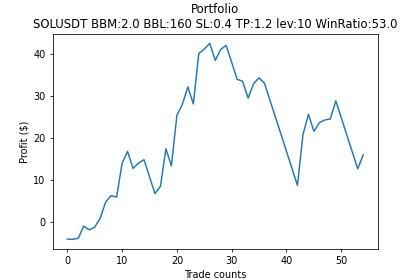 Portfolio
SOLUSDT BBM:2.0 BBL:160 SL:0.4 TP:1.2 lev:10 WinRatio:53.0
40
30
20
10
0
Profit ($)
0 10 20 30 40 50
Trade counts